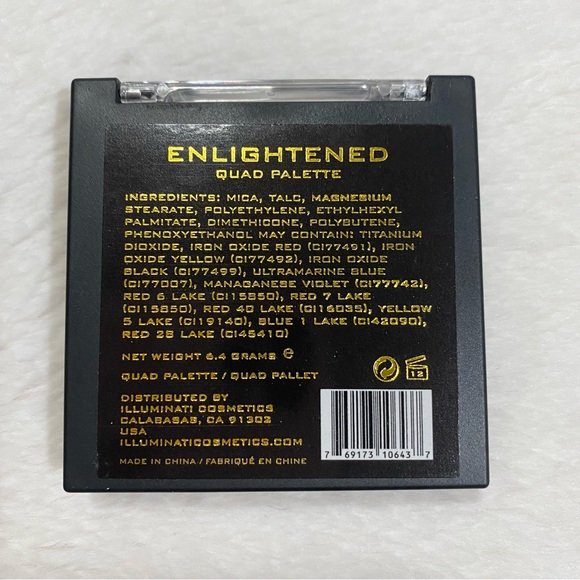 ENLIGHTENED
QUAD PALETTE
INGREDIENTS: MICA, TALC, MAGNESIUM
STEARATE, POLYETHYLENE, ETHYLHEXYL
PALMITATE, DIMETHICONE, POLYBUTENE,
PHENOXYETHANOL MAY CONTAIN: TITANIUM
DIOXIDE, IRON OXIDE RED (CI77491), IRON
OXIDE YELLOW (CI77492), IRON OXIDE
BLACK (CI77499), ULTRAMARINE BLUE
(CI77007), MANAGANESE VIOLET (CI77742),
RED 6 LAKE (CI15850), RED 7 LAKE
(CI15850), RED 40 LAKE (CI16035), YELLOW
5 LAKE (CI19140), BLUE 1 LAKE (CI42090),
RED 28 LAKE (CI45410)
NET WEIGHT 6.4 GRAMS ℮
QUAD PALETTE / QUAD PALLET
12
DISTRIBUTED BY
ILLUMINATI COSMETICS
CALABASAS, CA 91302
USA
ILLUMINATICOSMETICS.COM
MADE IN CHINA / FABRIQUÉ EN CHINE
7 69173 10643 7